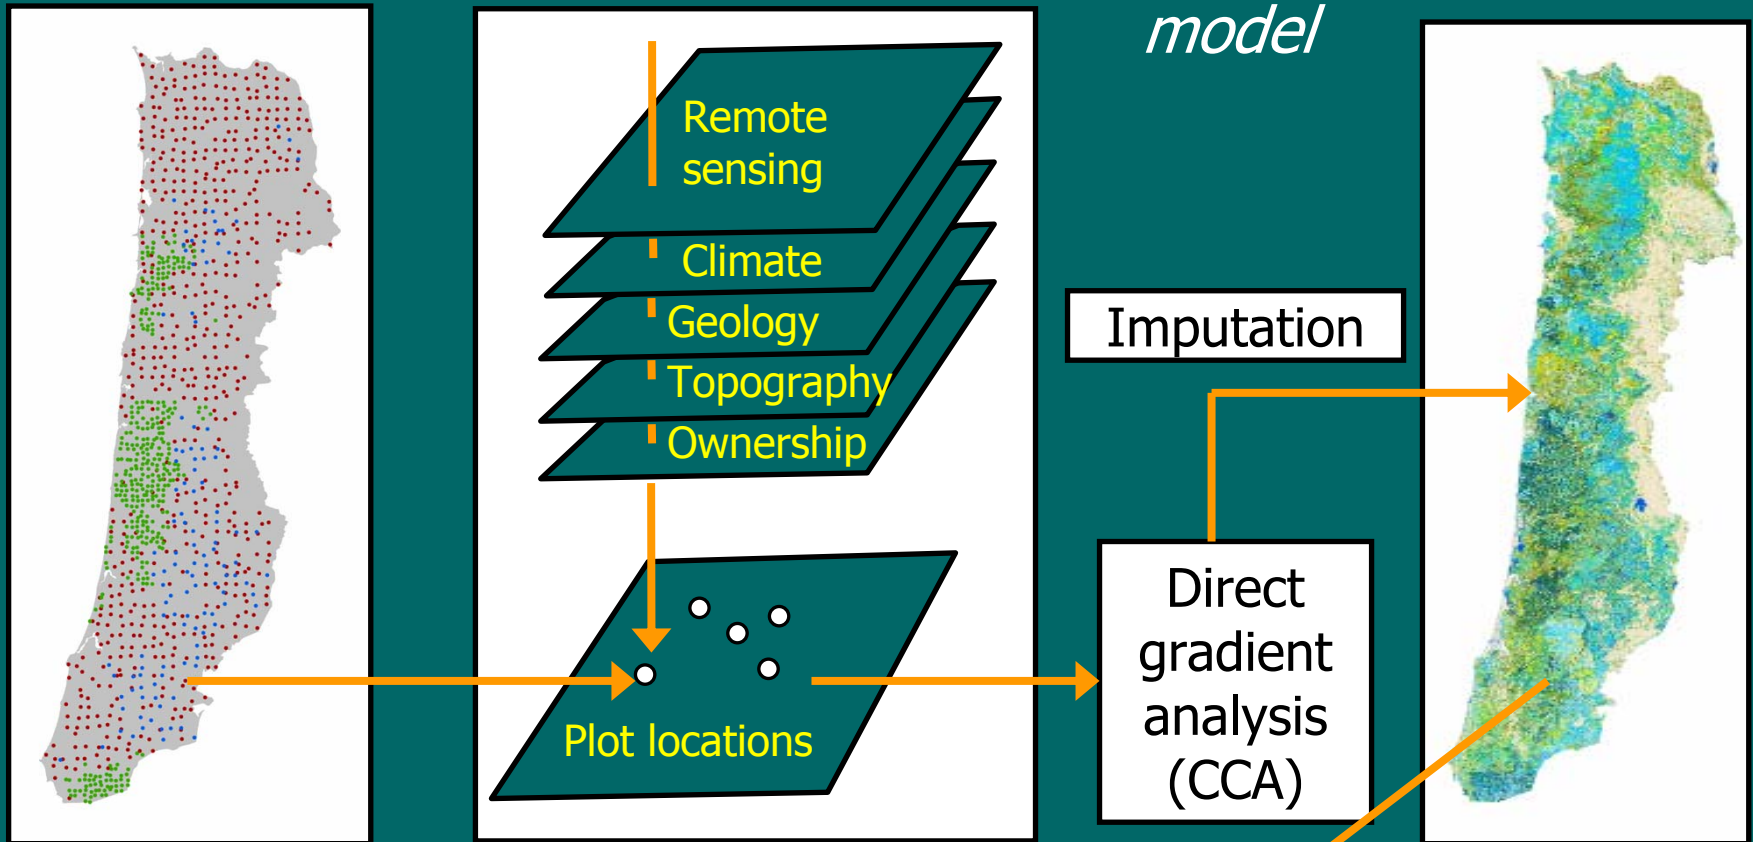 model
Remote
sensing
Climate
Geology
Topography
Ownership
Plot locations
Imputation
Direct
gradient
analysis
(CCA)